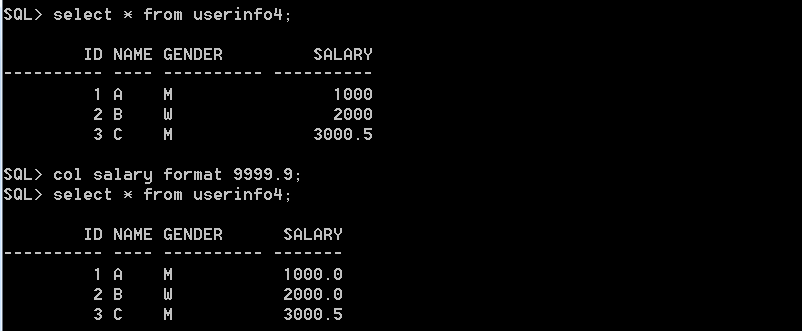 SQL> select * from userinfo4;
        ID NAME GENDER         SALARY
---------- ---- ---------- ----------
         1 A    M                1000
         2 B    W                2000
         3 C    M              3000.5
SQL> col salary format 9999.9;
SQL> select * from userinfo4;
        ID NAME GENDER      SALARY
---------- ---- ---------- -------
         1 A    M           1000.0
         2 B    W           2000.0
         3 C    M           3000.5